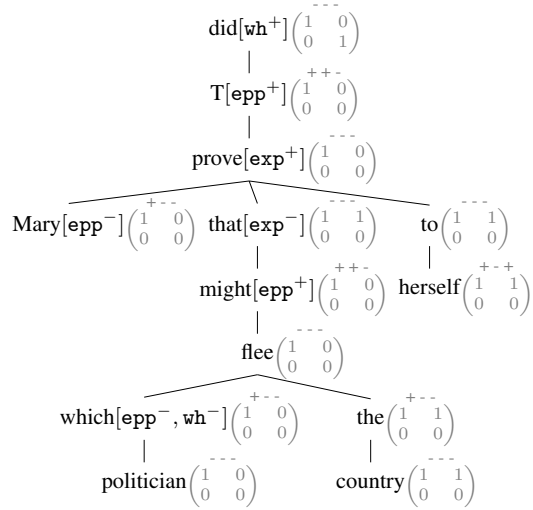 did[wh⁺] - - - (1 0 / 0 1)
T[epp⁺] + + - (1 0 / 0 0)
prove[exp⁺] - - - (1 0 / 0 0)
Mary[epp⁻] + - - (1 0 / 0 0) that[exp⁻] - - - (1 1 / 0 0) to - - - (1 1 / 0 0)
might[epp⁺] + + - (1 0 / 0 0) herself + - + (1 1 / 0 0)
flee - - - (1 0 / 0 0)
which[epp⁻, wh⁻] + - - (1 0 / 0 0) the + - - (1 1 / 0 0)
politician - - - (1 0 / 0 0) country - - - (1 1 / 0 0)